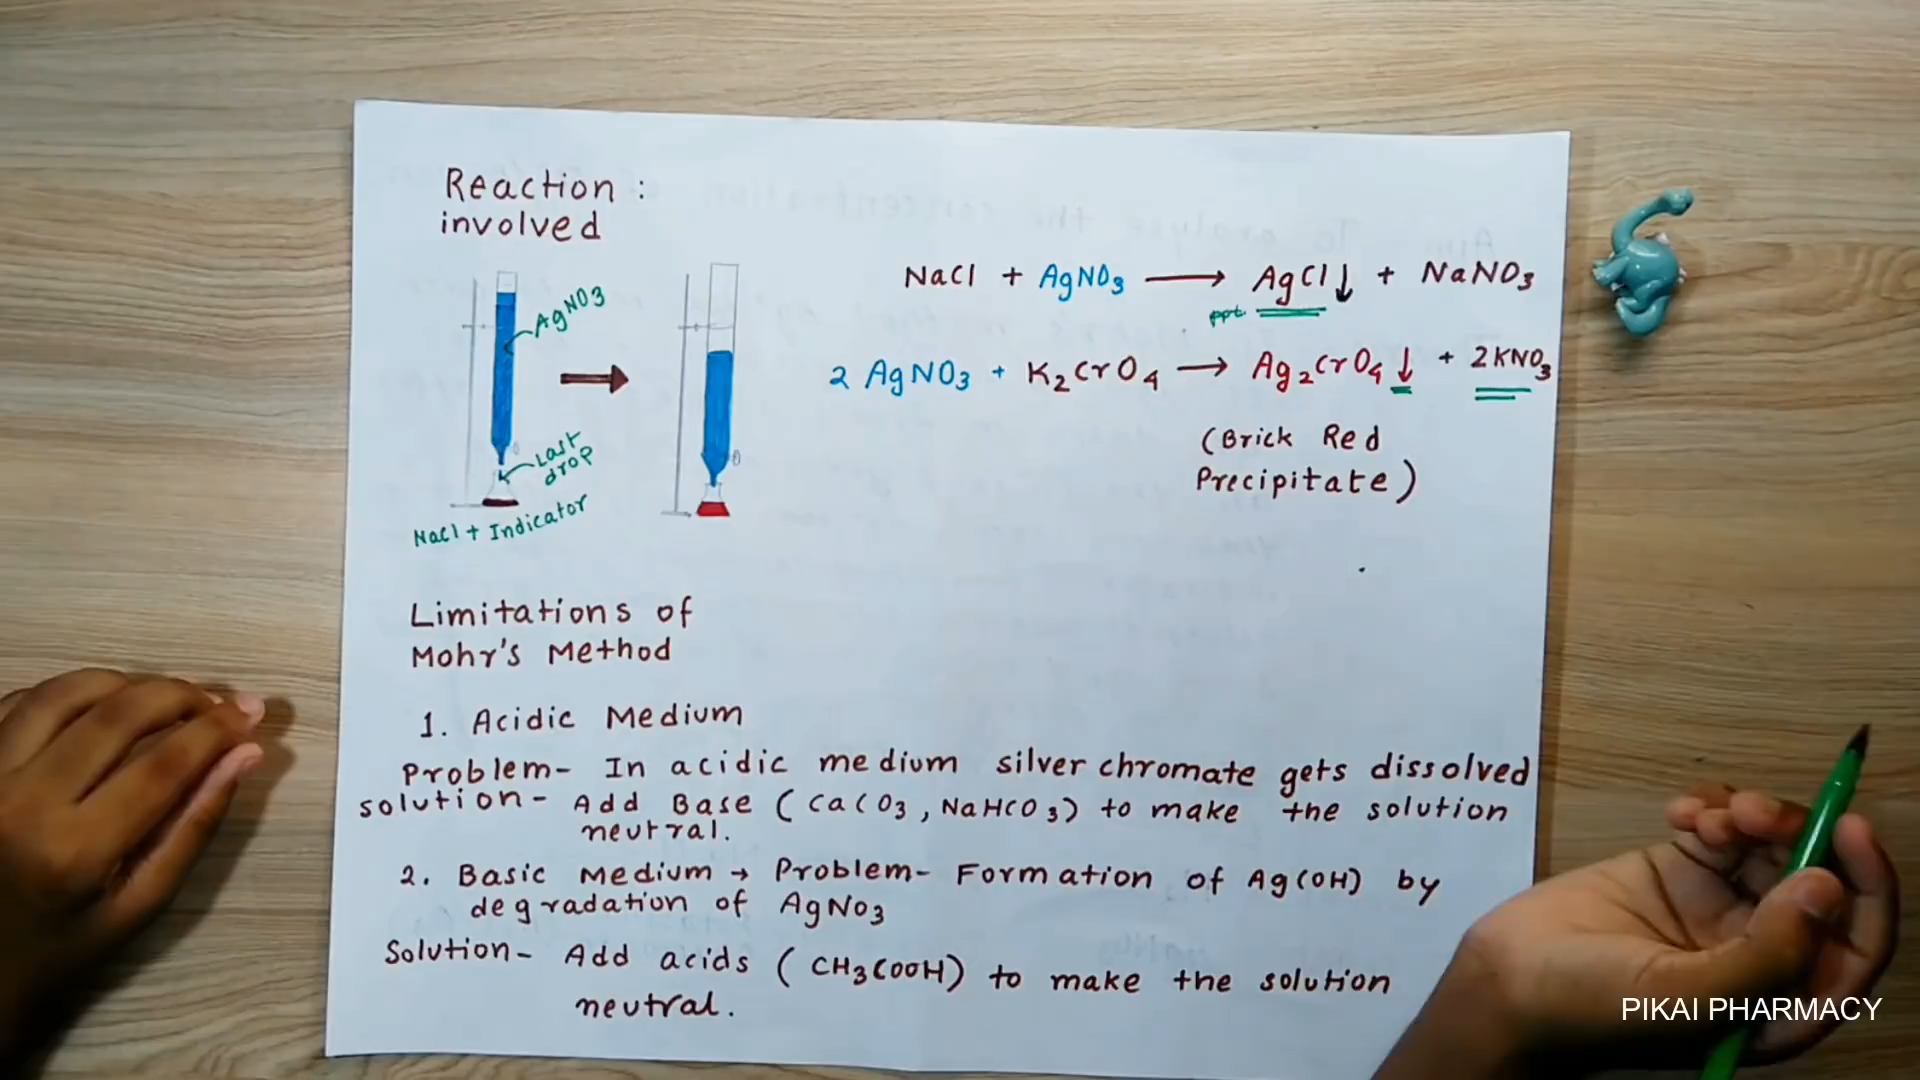 Reaction :
involved
NaCl + AgNO3 ⟶ AgCl↓ + NaNO3
ppt.
2 AgNO3 + K2CrO4 ⟶ Ag2CrO4↓ + 2KNO3
(Brick Red
Precipitate)
AgNO3
Last
drop
NaCl + Indicator
Limitations of
Mohr's Method
1. Acidic Medium
Problem- In acidic medium silver chromate gets dissolved
solution- Add Base (CaCO3, NaHCO3) to make the solution
neutral.
2. Basic Medium → Problem- Formation of Ag(OH) by
degradation of AgNO3
Solution- Add acids (CH3COOH) to make the solution
neutral.
PIKAI PHARMACY